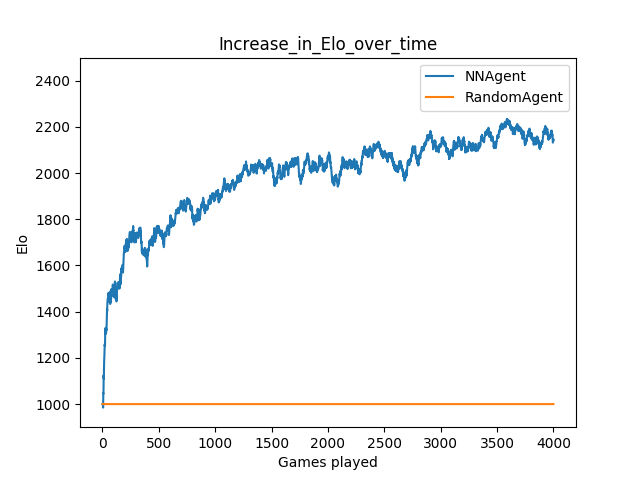 Increase_in_Elo_over_time
NNAgent
RandomAgent
2400
2200
2000
1800
1600
1400
1200
1000
Elo
0 500 1000 1500 2000 2500 3000 3500 4000
Games played